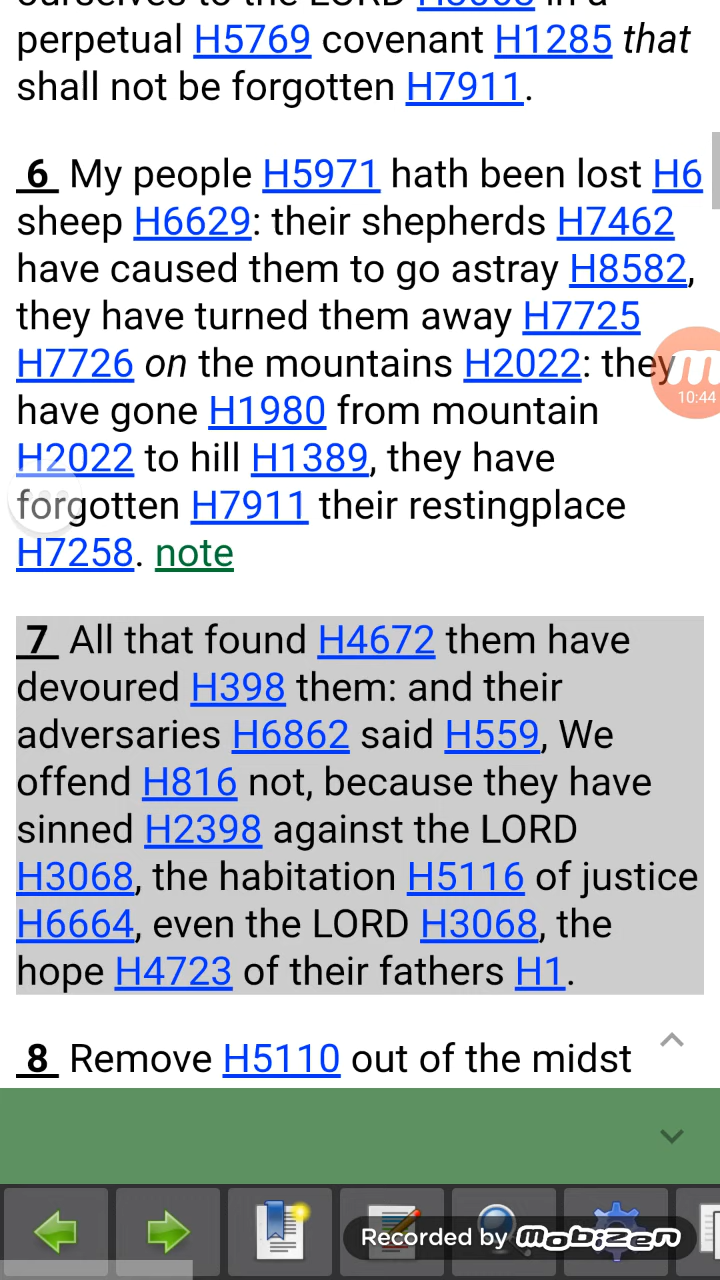 perpetual H5769 covenant H1285 that
shall not be forgotten H7911.
6 My people H5971 hath been lost H6
sheep H6629: their shepherds H7462
have caused them to go astray H8582,
they have turned them away H7725
H7726 on the mountains H2022: they
have gone H1980 from mountain
H2022 to hill H1389, they have
forgotten H7911 their restingplace
H7258. note
7 All that found H4672 them have
devoured H398 them: and their
adversaries H6862 said H559, We
offend H816 not, because they have
sinned H2398 against the LORD
H3068, the habitation H5116 of justice
H6664, even the LORD H3068, the
hope H4723 of their fathers H1.
8 Remove H5110 out of the midst
10:44
Recorded by mobizen